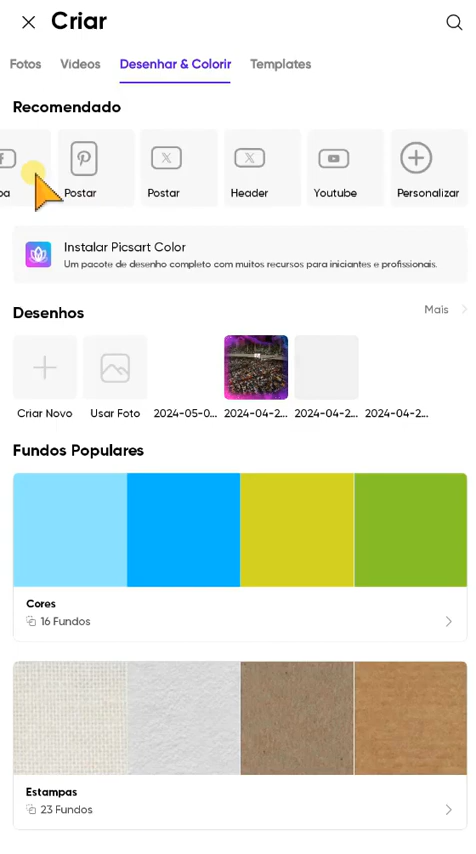 Criar
Fotos Videos Desenhar & Colorir Templates
Recomendado
pa Postar Postar Header Youtube Personalizar
Instalar Picsart Color
Um pacote de desenho completo com muitos recursos para iniciantes e profissionais.
Desenhos Mais
Criar Novo Usar Foto 2024-05-0... 2024-04-2... 2024-04-2... 2024-04-2...
Fundos Populares
Cores
16 Fundos
Estampas
23 Fundos